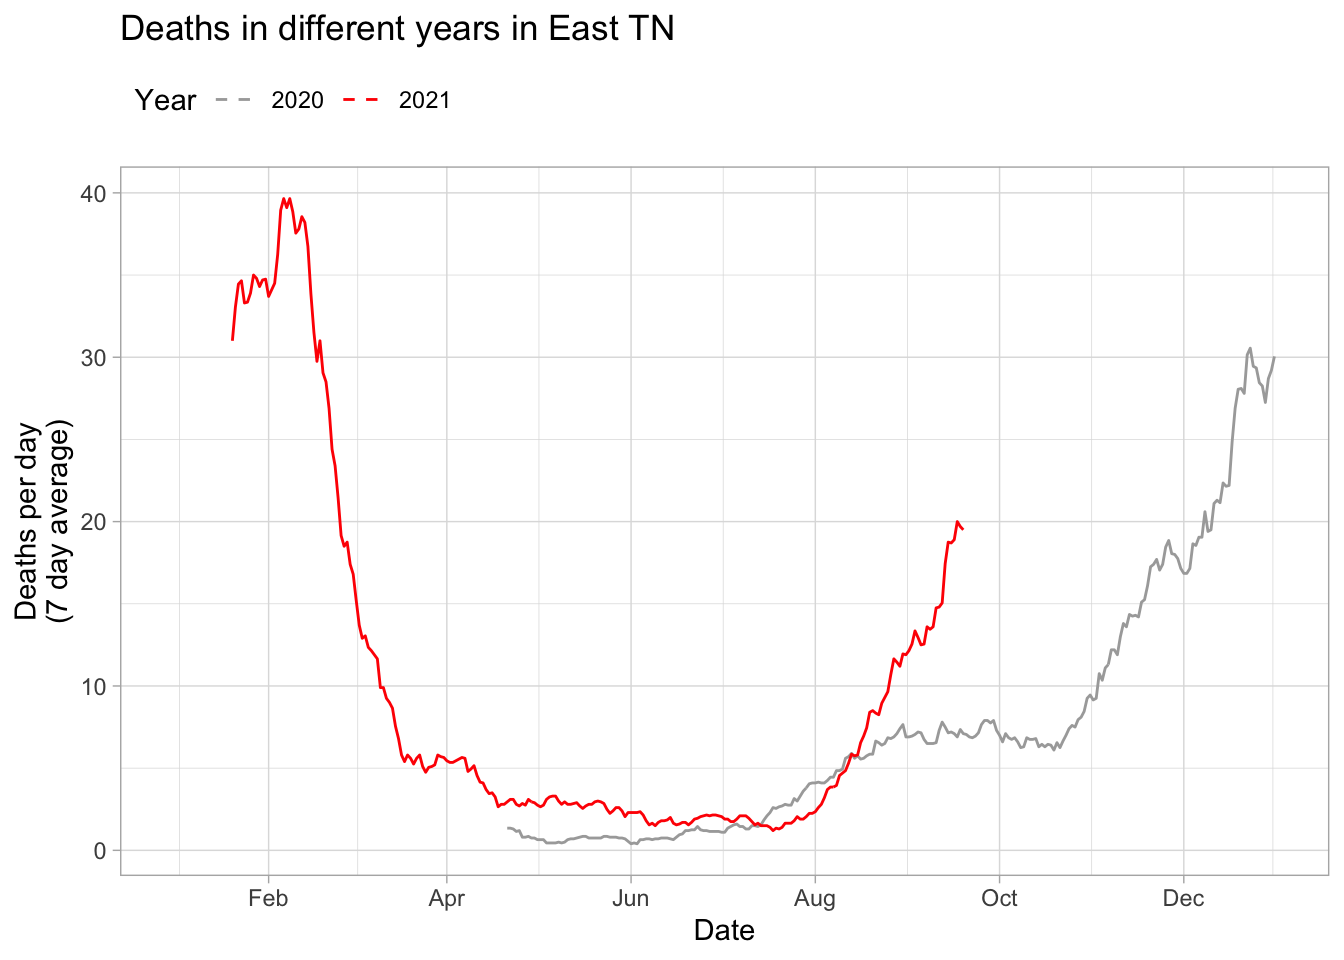 Deaths in different years in East TN
Year 2020 2021
40
30
20
10
0
Deaths per day
(7 day average)
Feb Apr Jun Aug Oct Dec
Date